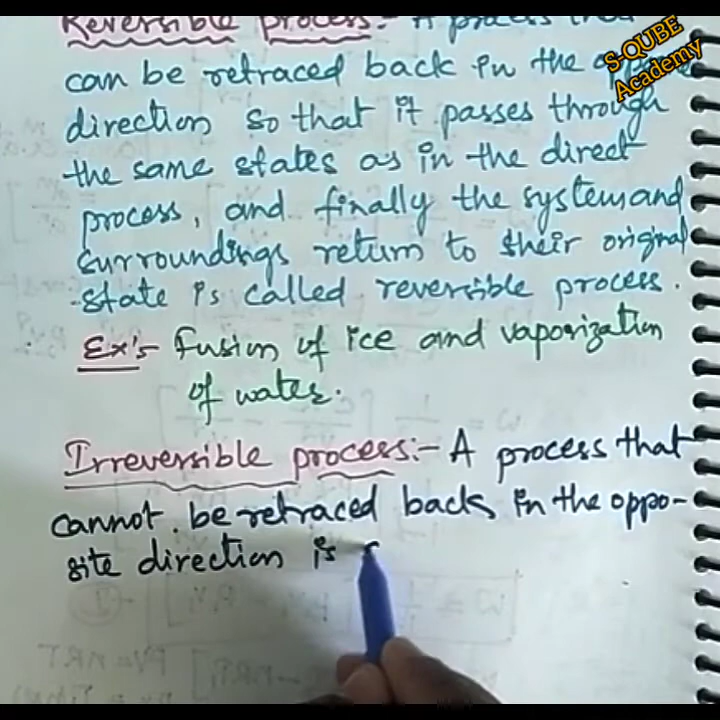 Reversible process:- A process that
can be retraced back in the
S-QUBE
Academy
direction so that it passes through
the same states as in the direct
process, and finally the system and
surroundings return to their original
state is called reversible process.
Ex's- Fusion of ice and vaporization
of water.
Irreversible process:- A process that
cannot be retraced back in the oppo-
site direction is